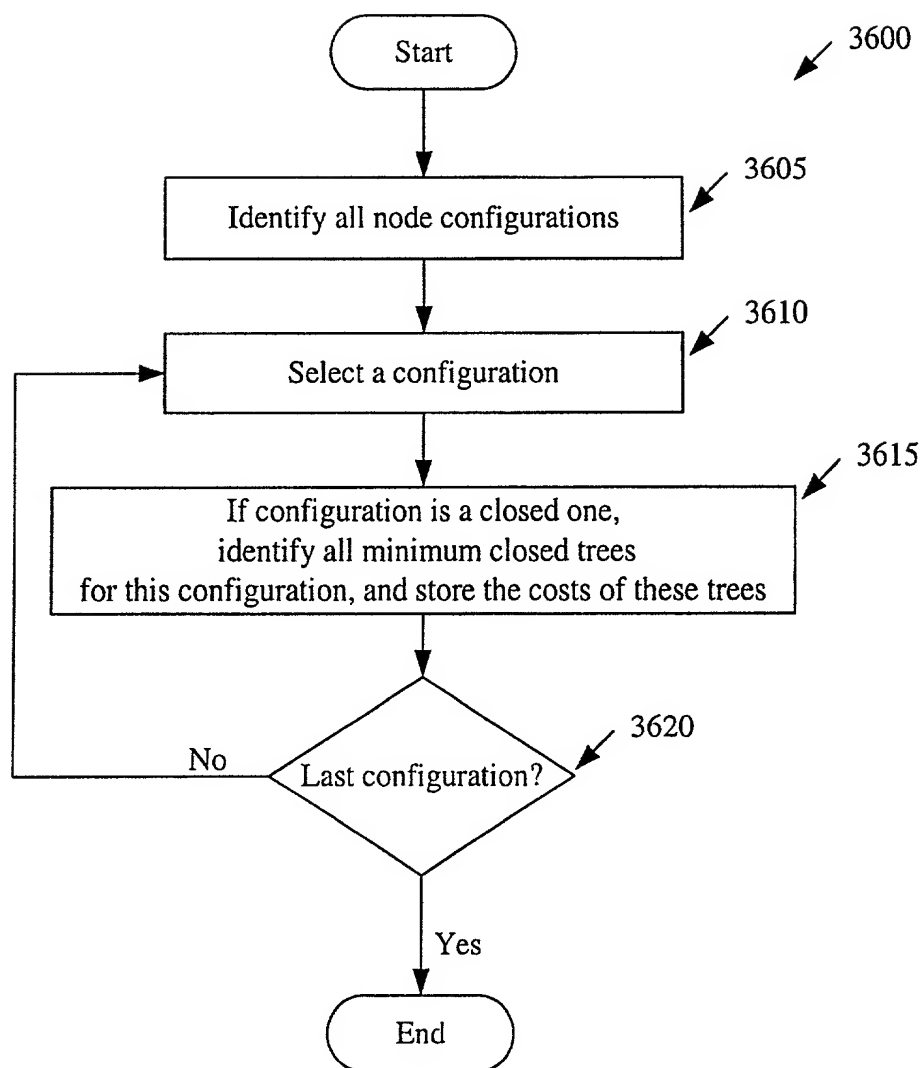 Start
3600
3605
Identify all node configurations
3610
Select a configuration
3615
If configuration is a closed one,
identify all minimum closed trees
for this configuration, and store the costs of these trees
3620
No
Last configuration?
Yes
End